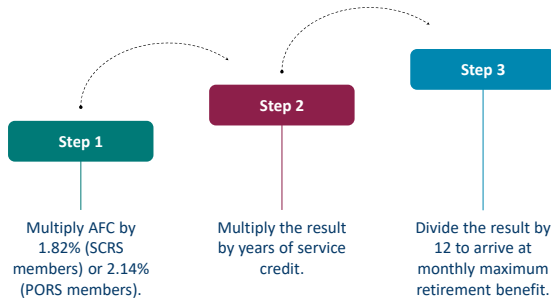 Step 1
Multiply AFC by
1.82% (SCRS
members) or 2.14%
(PORS members).
Step 2
Multiply the result
by years of service
credit.
Step 3
Divide the result by
12 to arrive at
monthly maximum
retirement benefit.